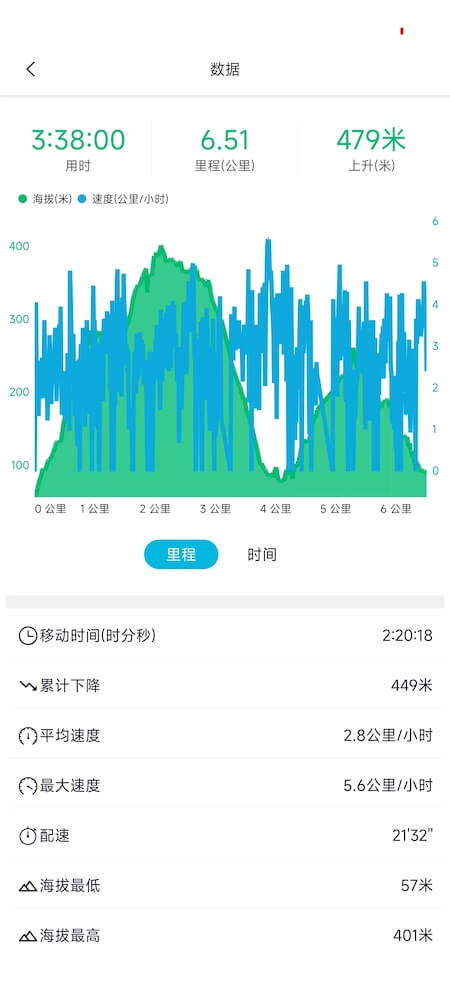 数据
3:38:00 6.51 479米
用时 里程(公里) 上升(米)
海拔(米) 速度(公里/小时)
6
400
5
4
300
3
200
2
1
100
0
0 公里 1 公里 2 公里 3 公里 4 公里 5 公里 6 公里
里程 时间
移动时间(时分秒) 2:20:18
累计下降 449米
平均速度 2.8公里/小时
最大速度 5.6公里/小时
配速 21'32"
海拔最低 57米
海拔最高 401米